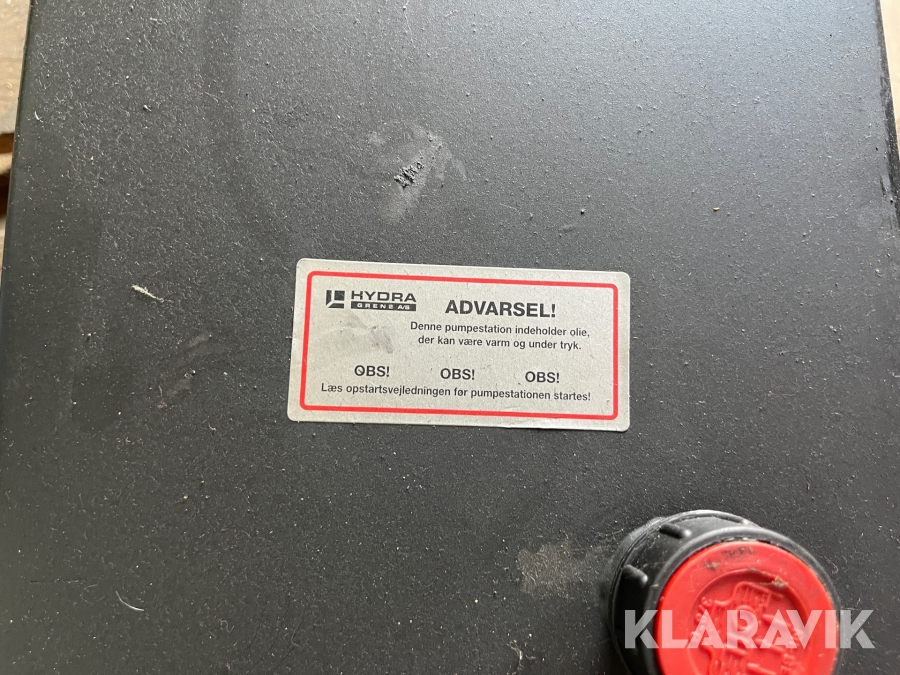 HYDRA
GRENE A/S
ADVARSEL!
Denne pumpestation indeholder olie,
der kan være varm og under tryk.
OBS! OBS! OBS!
Læs opstartsvejledningen før pumpestationen startes!
KLARAVIK